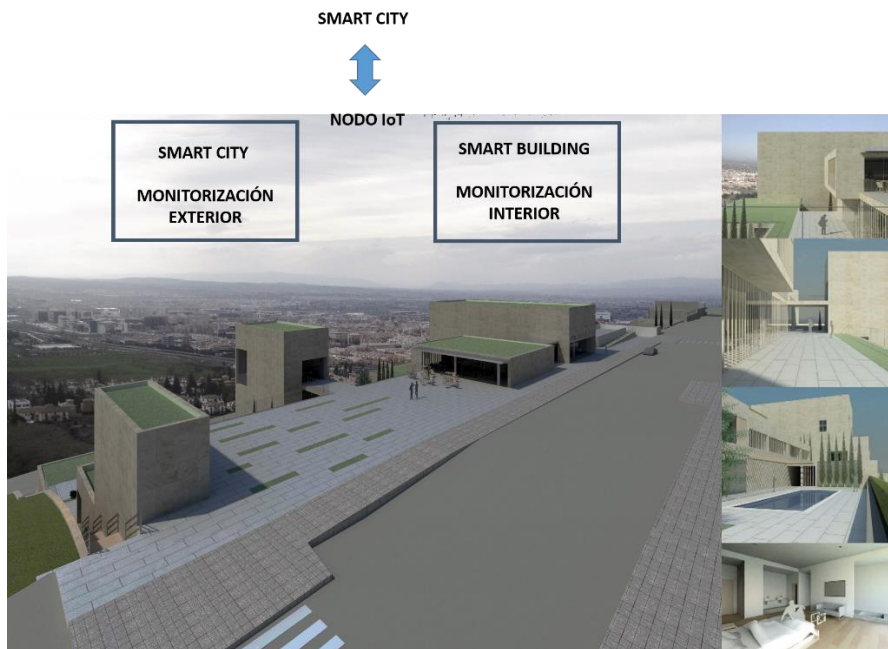 SMART CITY
NODO IoT
SMART CITY
MONITORIZACIÓN
EXTERIOR
SMART BUILDING
MONITORIZACIÓN
INTERIOR